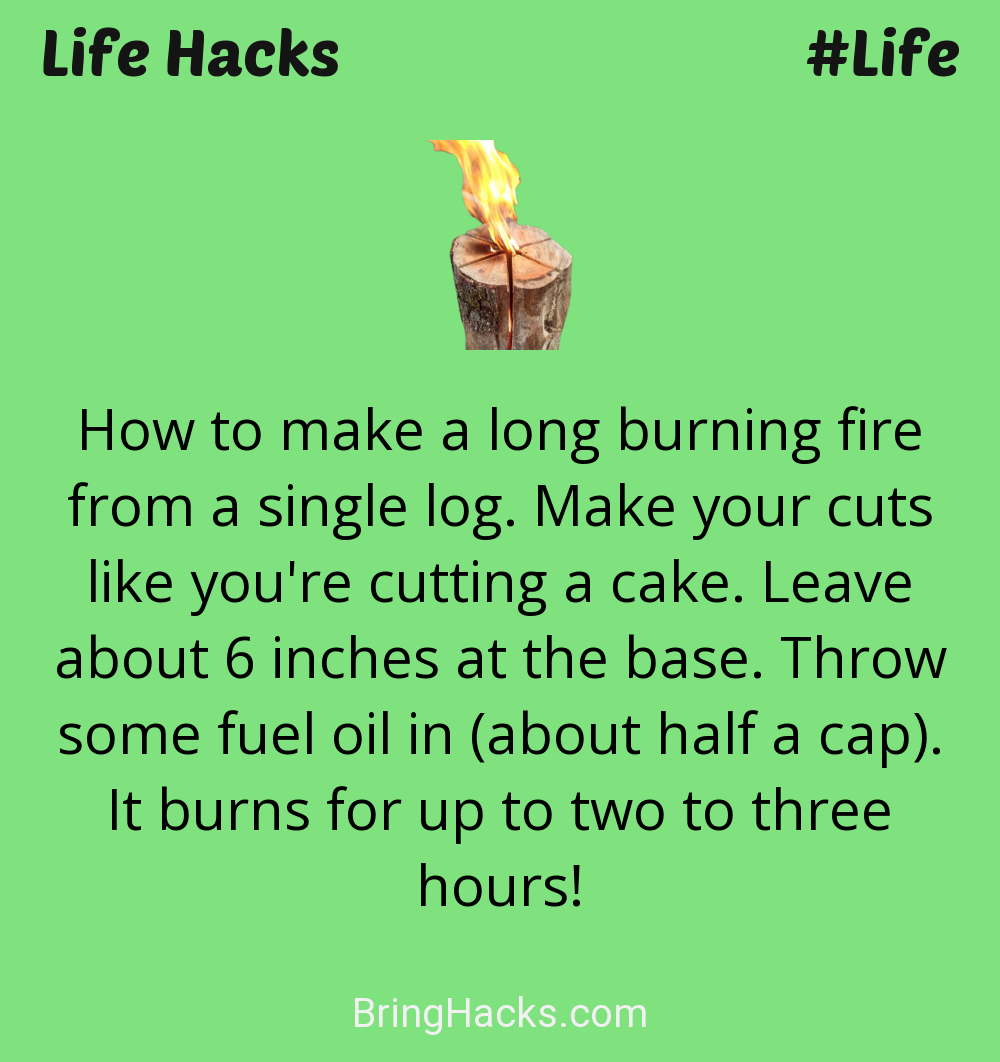 Life Hacks
#Life
How to make a long burning fire
from a single log. Make your cuts
like you're cutting a cake. Leave
about 6 inches at the base. Throw
some fuel oil in (about half a cap).
It burns for up to two to three
hours!
BringHacks.com